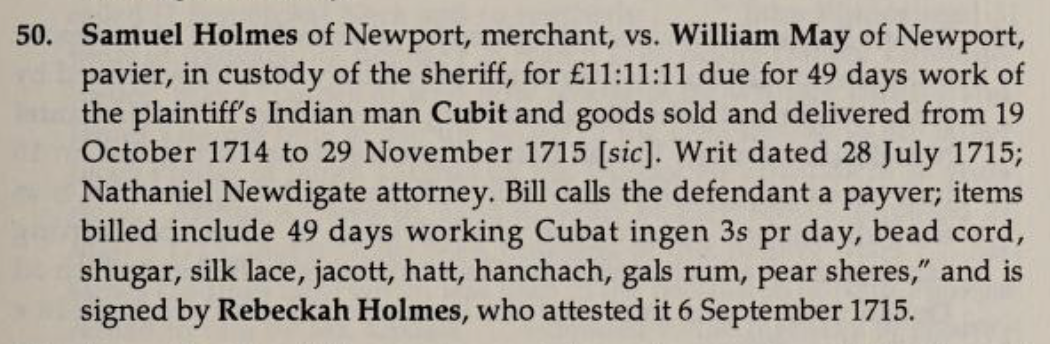 50. Samuel Holmes of Newport, merchant, vs. William May of Newport,
pavier, in custody of the sheriff, for £11:11:11 due for 49 days work of
the plaintiff's Indian man Cubit and goods sold and delivered from 19
October 1714 to 29 November 1715 [sic]. Writ dated 28 July 1715;
Nathaniel Newdigate attorney. Bill calls the defendant a payver; items
billed include 49 days working Cubat ingen 3s pr day, bead cord,
shugar, silk lace, jacott, hatt, hanchach, gals rum, pear sheres," and is
signed by Rebeckah Holmes, who attested it 6 September 1715.